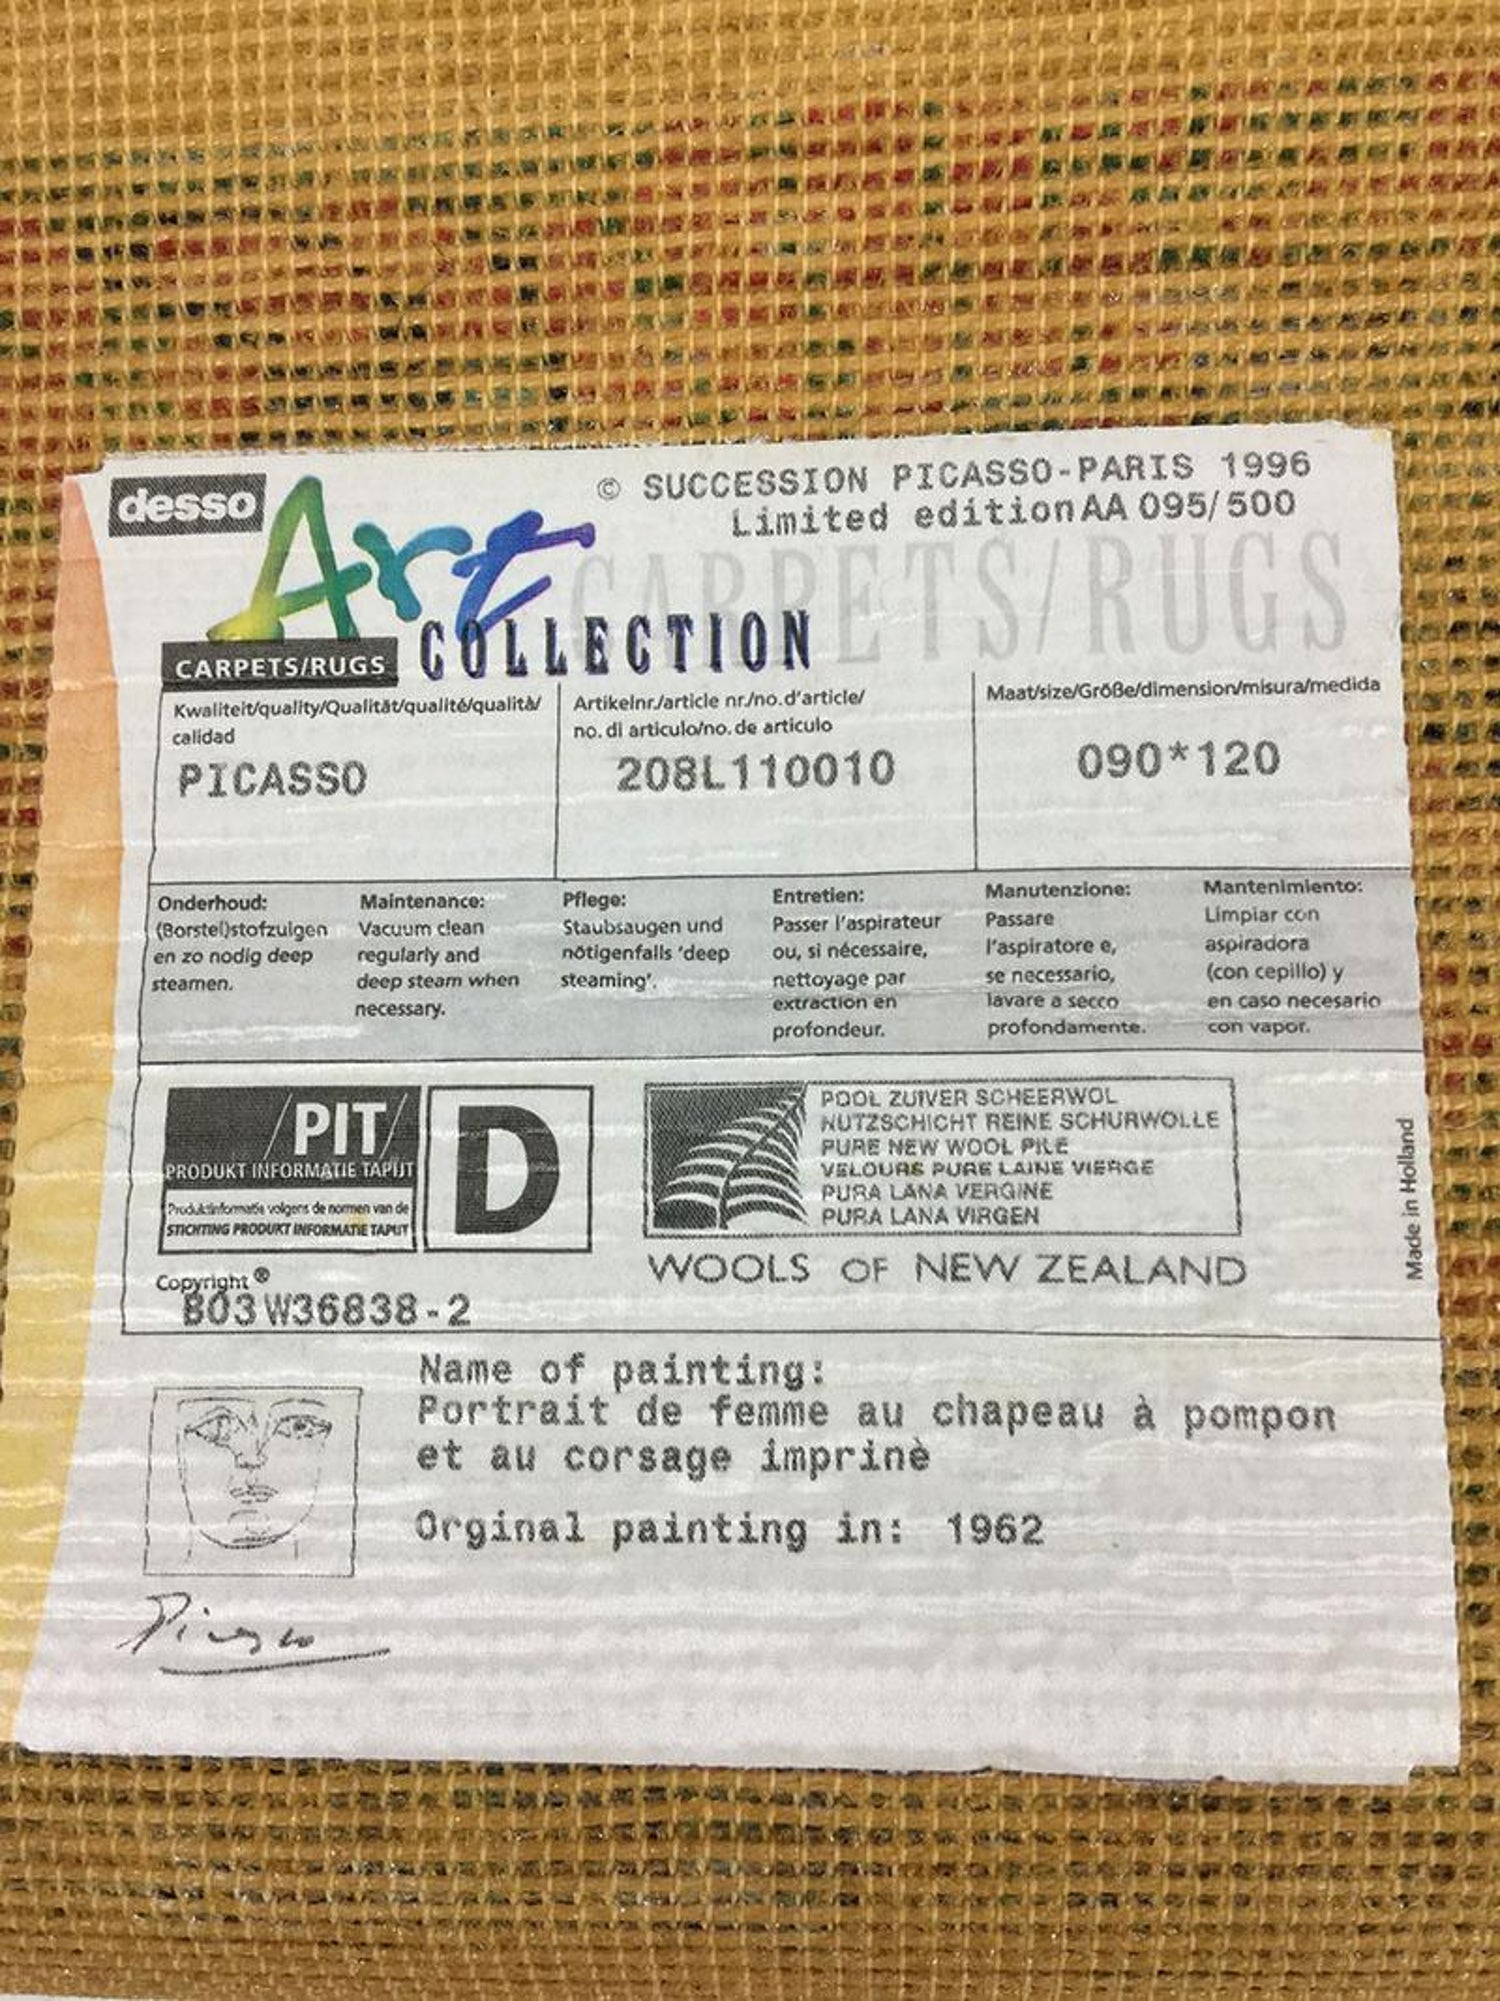 desso
Art
COLLECTION
CARPETS/RUGS
© SUCCESSION PICASSO-PARIS 1996
Limited edition AA 095/500
CARPETS/RUGS
Kwaliteit/quality/Qualität/qualité/qualità/
calidad
PICASSO
Artikelnr./article nr./no.d'article/
no. di articulo/no. de articulo
208L110010
Maat/size/Größe/dimension/misura/medida
090*120
Onderhoud:
(Borstel)stofzuigen
en zo nodig deep
steamen.
Maintenance:
Vacuum clean
regularly and
deep steam when
necessary.
Pflege:
Staubsaugen und
nötigenfalls 'deep
steaming'.
Entretien:
Passer l'aspirateur
ou, si nécessaire,
nettoyage par
extraction en
profondeur.
Manutenzione:
Passare
l'aspiratore e,
se necessario,
lavare a secco
profondamente.
Mantenimiento:
Limpiar con
aspiradora
(con cepillo) y
en caso necesario
con vapor.
/PIT/
PRODUKT INFORMATIE TAPIJT
Produktinformatie volgens de normen van de
STICHTING PRODUKT INFORMATIE TAPIJT
D
Copyright ®
B03W36838-2
POOL ZUIVER SCHEERWOL
NUTZSCHICHT REINE SCHURWOLLE
PURE NEW WOOL PILE
VELOURS PURE LAINE VIERGE
PURA LANA VERGINE
PURA LANA VIRGEN
WOOLS OF NEW ZEALAND
Made in Holland
Name of painting:
Portrait de femme au chapeau à pompon
et au corsage imprinè
Orginal painting in: 1962
Picasso